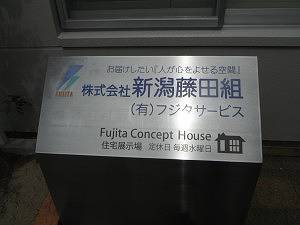 お届けしたい『人が心をよせる空間』
FUJITA
株式会社 新潟藤田組
(有)フジタサービス
Fujita Concept House
住宅展示場 定休日 毎週水曜日